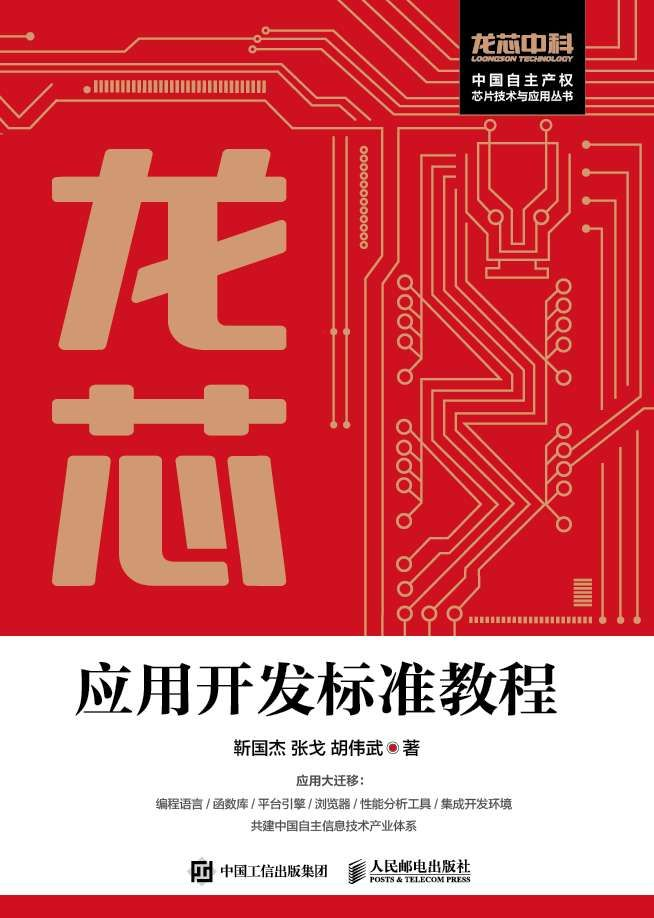 龙芯中科
LOONGSON TECHNOLOGY
中国自主产权
芯片技术与应用丛书
龙
芯
应用开发标准教程
靳国杰 张戈 胡伟武 著
应用大迁移：
编程语言 / 函数库 / 平台引擎 / 浏览器 / 性能分析工具 / 集成开发环境
共建中国自主信息技术产业体系
中国工信出版集团 人民邮电出版社
POSTS & TELECOM PRESS